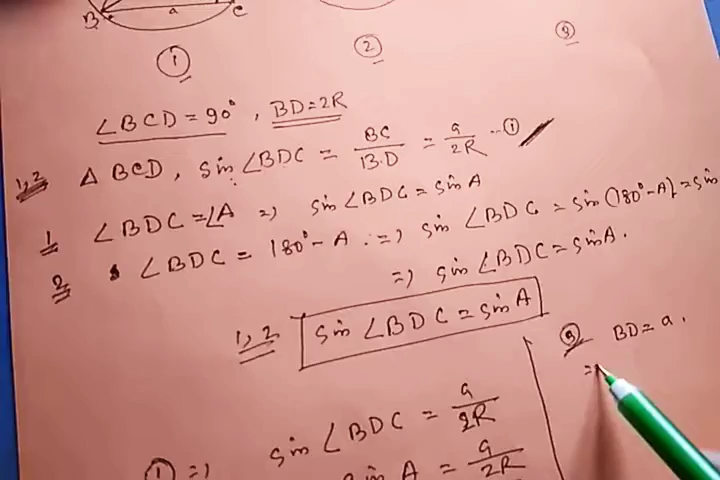 B a C
1 2 3
∠BCD = 90°, BD = 2R
1,2 Δ BCD, sin ∠BDC = BC/B.D = a/2R --- ①
1 ∠BDC = ∠A ⇒ sin ∠BDC = sin A
2 ∠BDC = 180° - A ⇒ sin ∠BDC = sin (180° - A) = sin
⇒ sin ∠BDC = sin A.
1,2 sin ∠BDC = sin A
③ BD = a.
=
sin ∠BDC = a/2R
① ⇒ sin A = a/2R